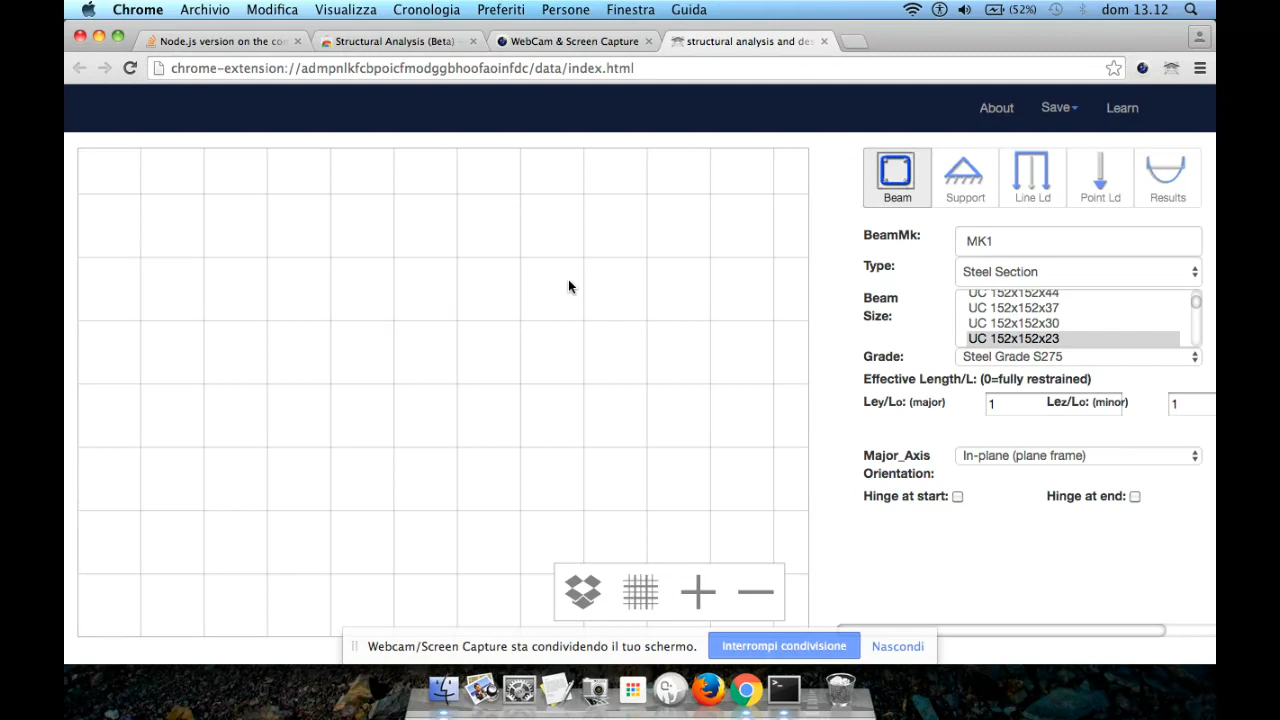 Chrome Archivio Modifica Visualizza Cronologia Preferiti Persone Finestra Guida (52%) dom 13.12
Node.js version on the con Structural Analysis (Beta) - WebCam & Screen Capture structural analysis and des
chrome-extension://admpnlkfcbpoicfmodggbhoofaoinfdc/data/index.html
About Save Learn
Beam Support Line Ld Point Ld Results
BeamMk: MK1
Type: Steel Section
Beam Size:
UC 152x152x44
UC 152x152x37
UC 152x152x30
UC 152x152x23
Grade: Steel Grade S275
Effective Length/L: (0=fully restrained)
Ley/Lo: (major) 1 Lez/Lo: (minor) 1
Major_Axis Orientation: In-plane (plane frame)
Hinge at start: Hinge at end:
Webcam/Screen Capture sta condividendo il tuo schermo. Interrompi condivisione Nascondi